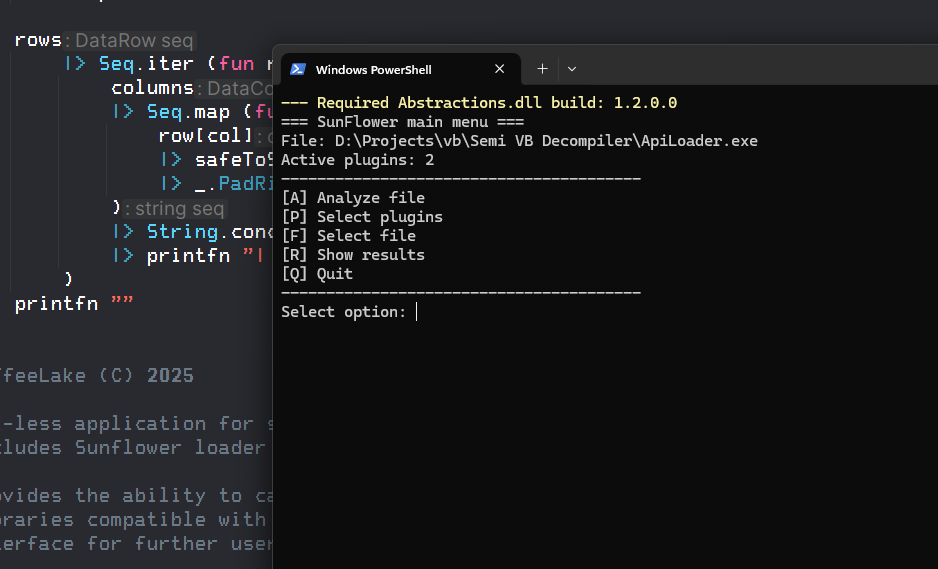 rows: DataRow seq
|> Seq.iter (fun r
columns: DataCo
|> Seq.map (fu
row[col]: c
|> safeToS
|> _.PadRi
): string seq
|> String.conc
|> printfn "|
)
printfn ""
ffeeLake (C) 2025
-less application for s
cludes Sunflower loader
ovides the ability to ca
braries compatible with
terface for further user
Windows PowerShell
--- Required Abstractions.dll build: 1.2.0.0
=== SunFlower main menu ===
File: D:\Projects\vb\Semi VB Decompiler\ApiLoader.exe
Active plugins: 2
----------------------------------------
[A] Analyze file
[P] Select plugins
[F] Select file
[R] Show results
[Q] Quit
----------------------------------------
Select option: